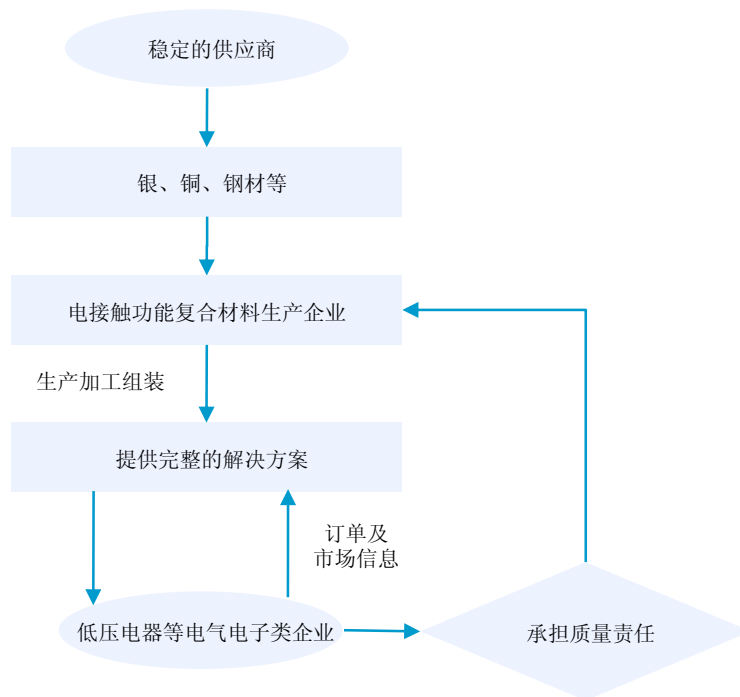 稳定的供应商
银、铜、钢材等
电接触功能复合材料生产企业
生产加工组装
提供完整的解决方案
订单及
市场信息
低压电器等电气电子类企业
承担质量责任